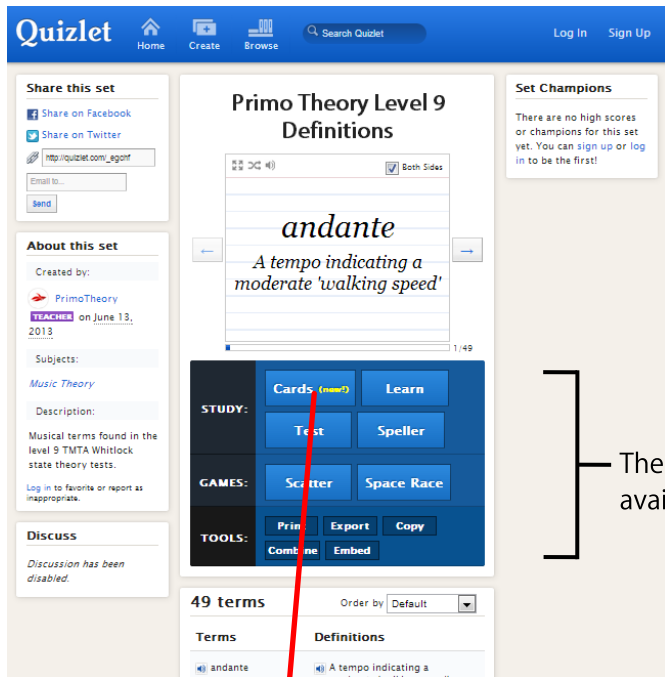 Quizlet
Home
Create
Browse
Search Quizlet
Log In
Sign Up
Share this set
Share on Facebook
Share on Twitter
http://quizlet.com/_egcnf
Email to...
Send
About this set
Created by:
PrimoTheory
TEACHER on June 13,
2013
Subjects:
Music Theory
Description:
Musical terms found in the
level 9 TMTA Whitlock
state theory tests.
Log in to favorite or report as
inappropriate.
Discuss
Discussion has been
disabled.
Primo Theory Level 9
Definitions
Both Sides
andante
A tempo indicating a
moderate 'walking speed'
1/49
STUDY:
Cards (new!)
Learn
Test
Speller
GAMES:
Scatter
Space Race
TOOLS:
Print
Export
Copy
Combine
Embed
49 terms
Order by Default
Terms
Definitions
andante
A tempo indicating a
Set Champions
There are no high scores
or champions for this set
yet. You can sign up or log
in to be the first!
The
avai